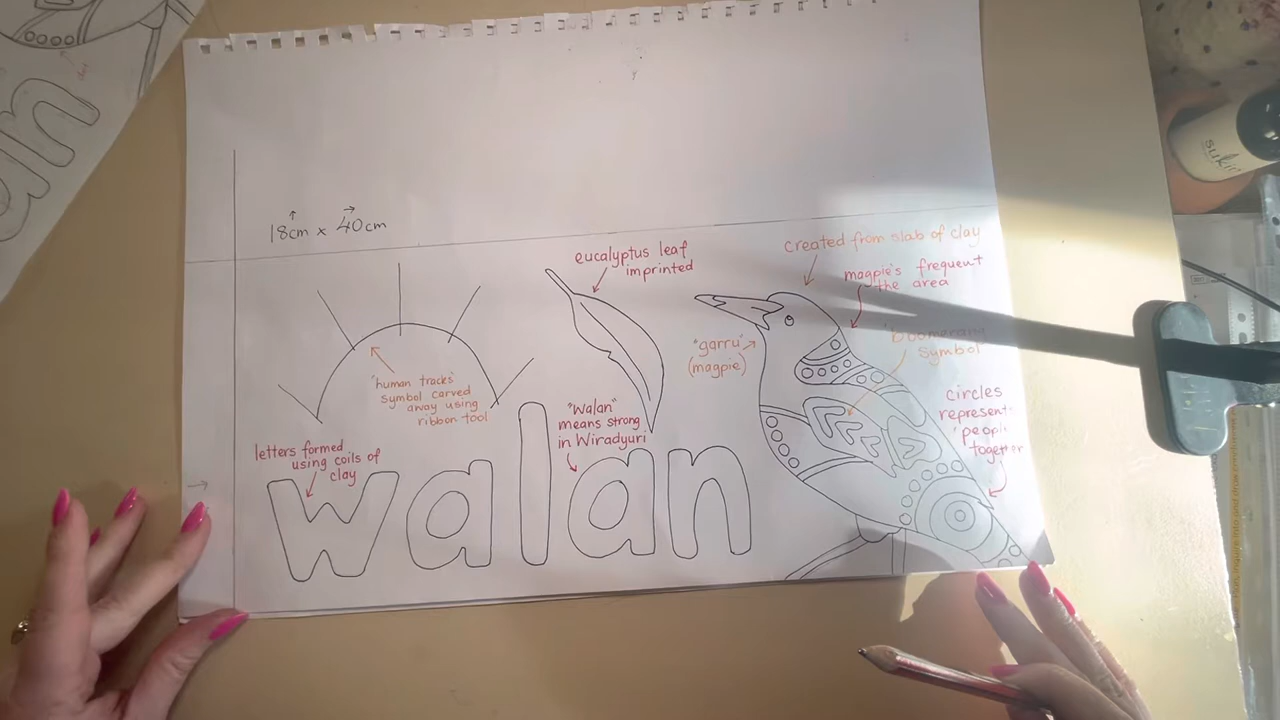 18cm x 40cm
eucalyptus leaf
imprinted
created from slab of clay
magpie's frequent
the area
"garru"
(magpie)
"boomerang
symbol"
"human tracks"
symbol carved
away using
ribbon tool
"Walan"
means strong
in Wiradyuri
circles
represent
"people
together
letters formed
using coils of
clay
walan
sukin